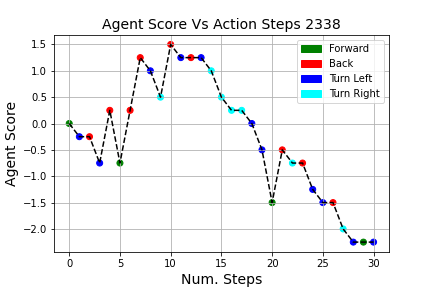 Agent Score Vs Action Steps 2338
Agent Score
1.5
1.0
0.5
0.0
−0.5
−1.0
−1.5
−2.0
Forward
Back
Turn Left
Turn Right
0 5 10 15 20 25 30
Num. Steps